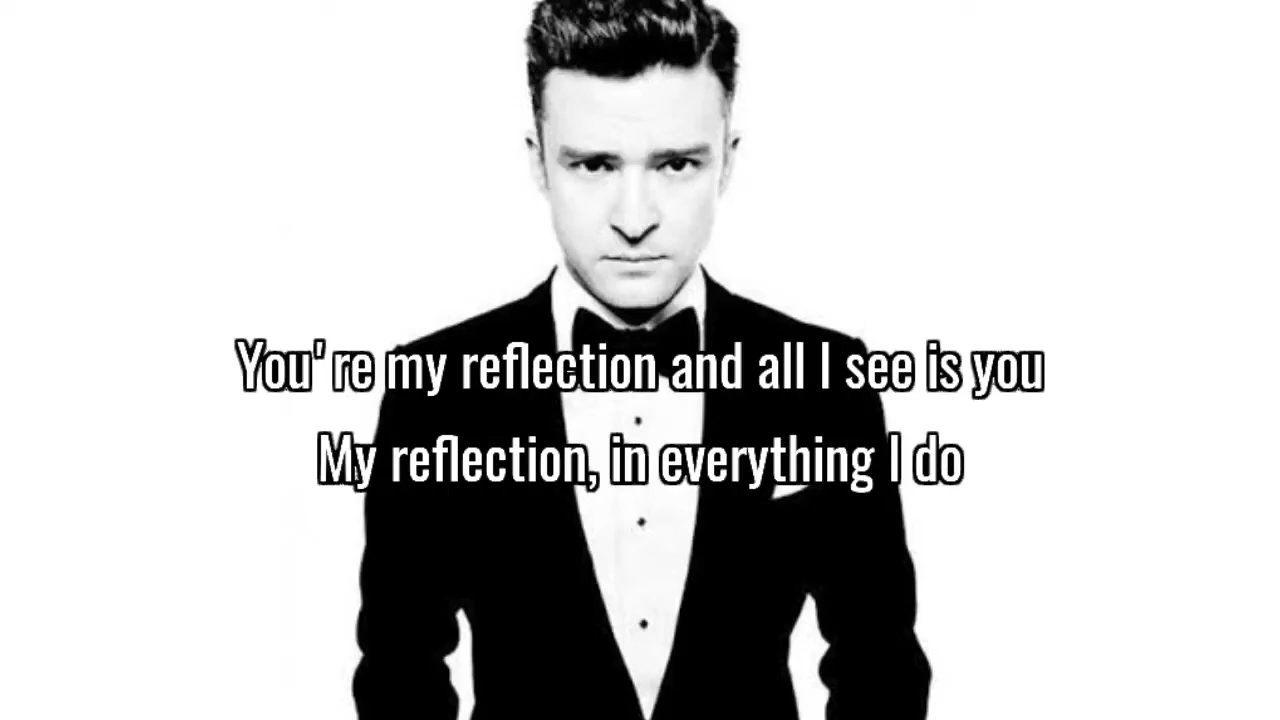 You're my reflection and all I see is you
My reflection, in everything I do